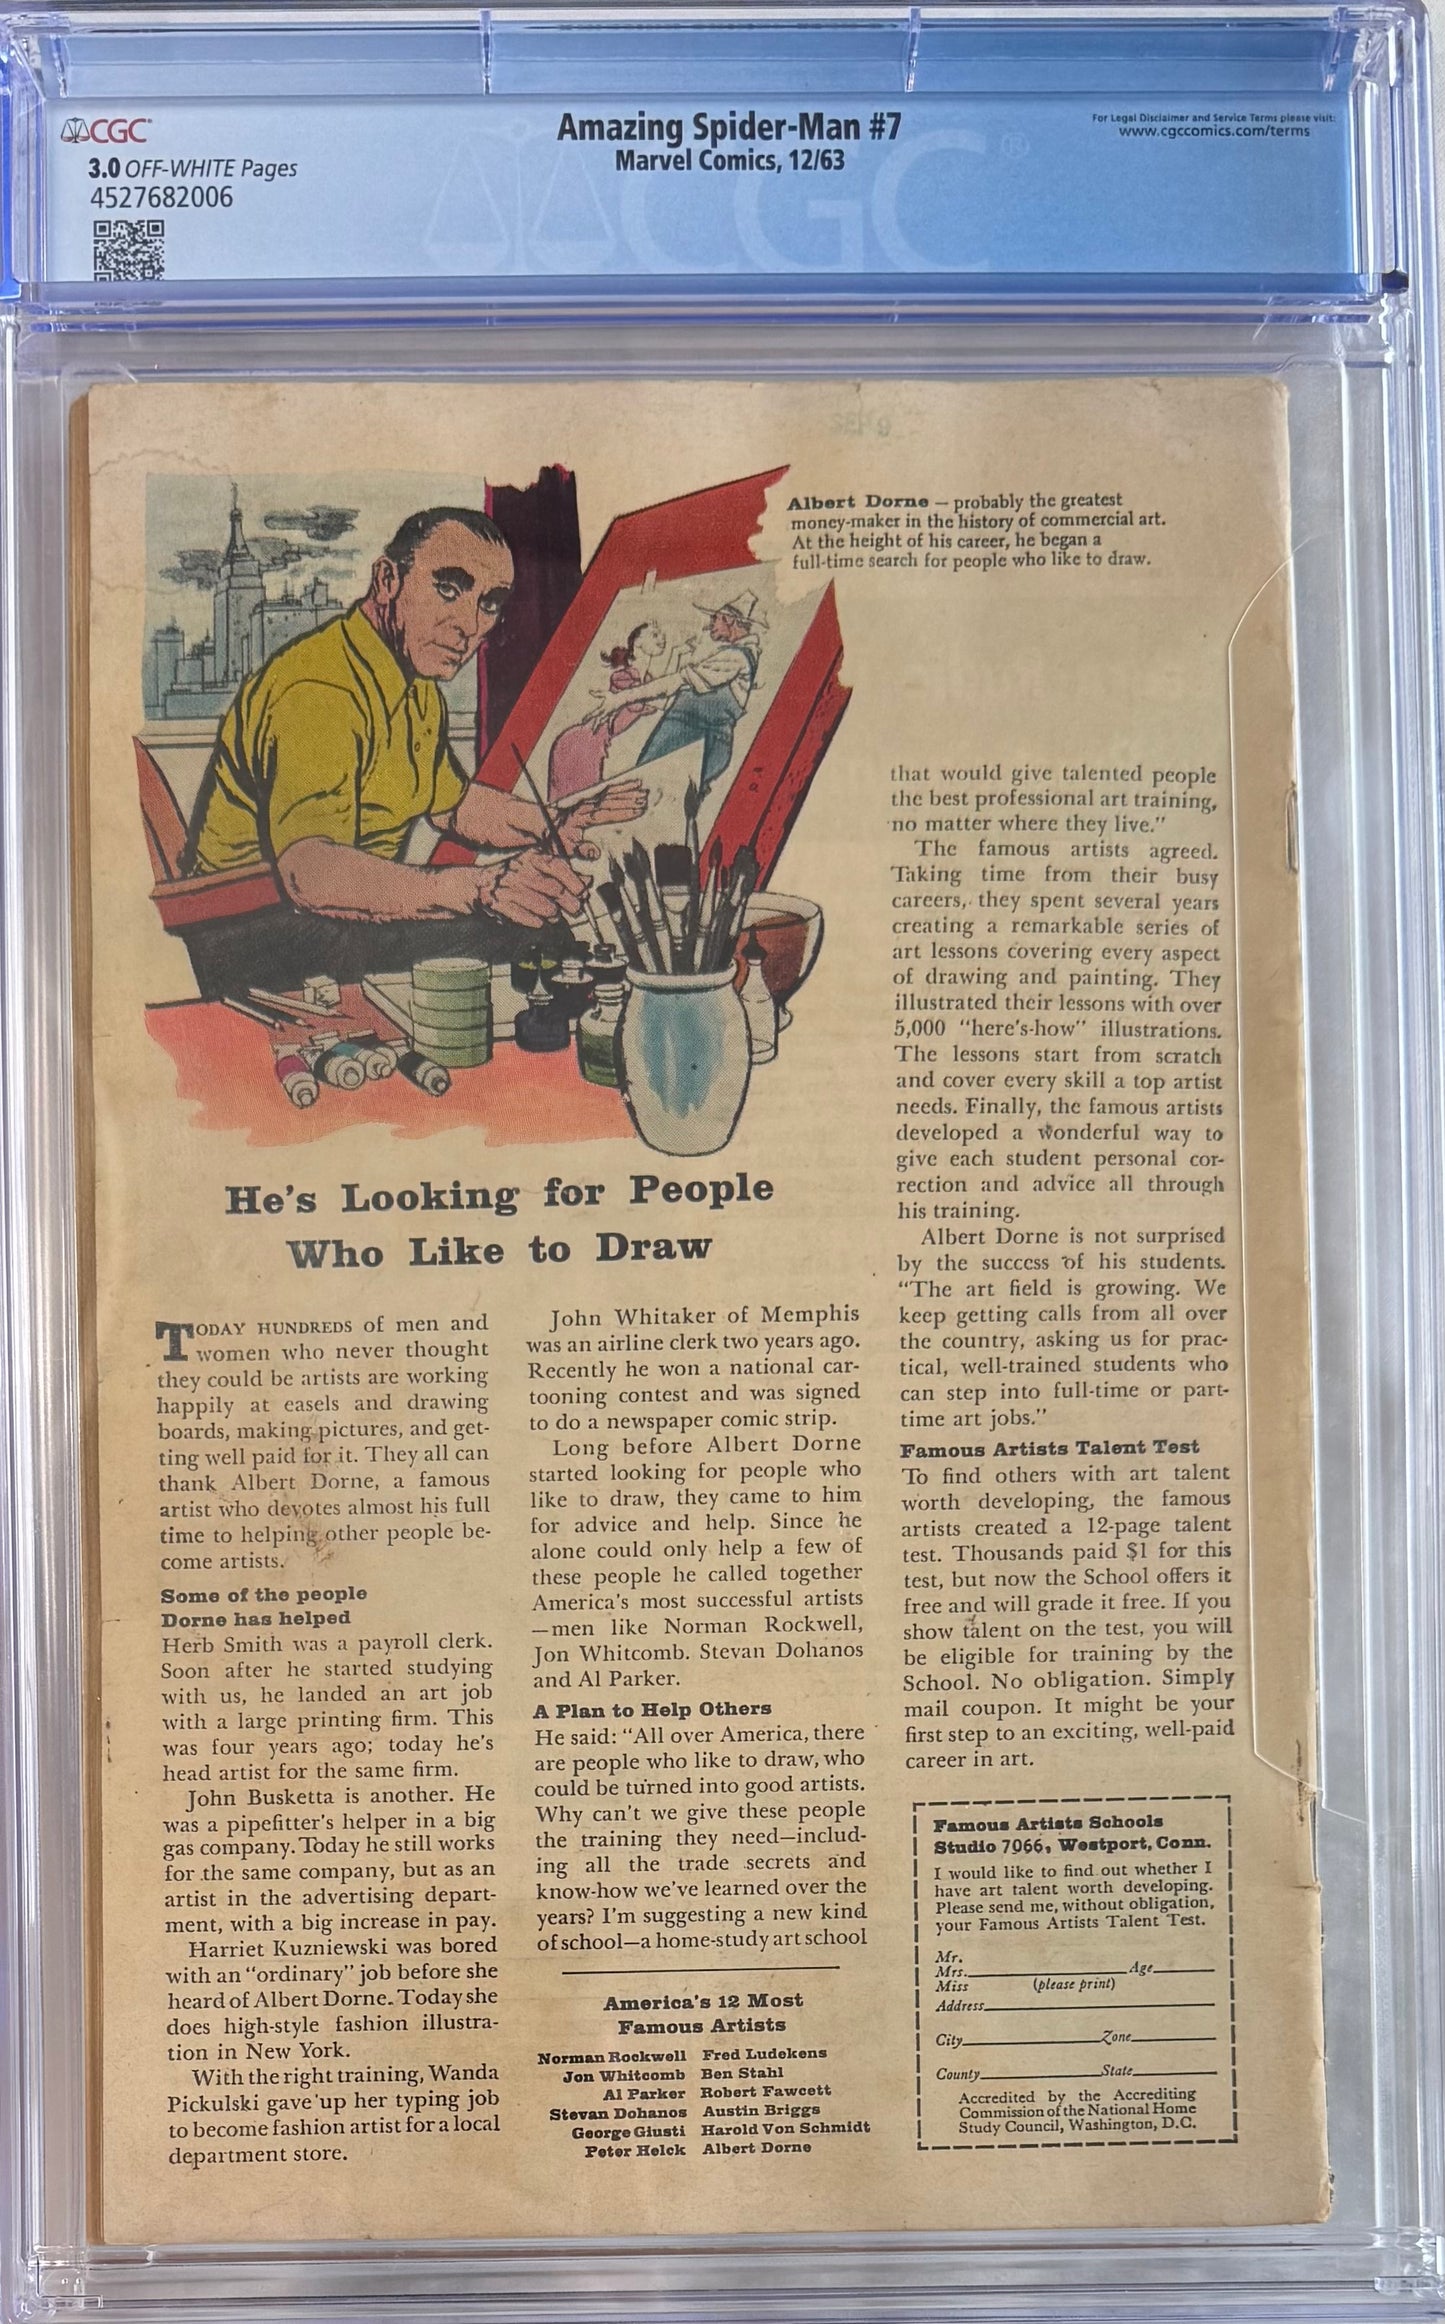 CGC
3.0 OFF-WHITE Pages
4527682006
Amazing Spider-Man #7
Marvel Comics, 12/63
For Legal Disclaimer and Service Terms please visit:
www.cgccomics.com/terms
CGC®
Albert Dorne – probably the greatest
money-maker in the history of commercial art.
At the height of his career, he began a
full-time search for people who like to draw.
He's Looking for People
Who Like to Draw
TODAY HUNDREDS of men and
women who never thought
they could be artists are working
happily at easels and drawing
boards, making pictures, and get-
ting well paid for it. They all can
thank Albert Dorne, a famous
artist who devotes almost his full
time to helping other people be-
come artists.
Some of the people
Dorne has helped
Herb Smith was a payroll clerk.
Soon after he started studying
with us, he landed an art job
with a large printing firm. This
was four years ago; today he's
head artist for the same firm.
John Busketta is another. He
was a pipefitter's helper in a big
gas company. Today he still works
for the same company, but as an
artist in the advertising depart-
ment, with a big increase in pay.
Harriet Kuzniewski was bored
with an "ordinary" job before she
heard of Albert Dorne. Today she
does high-style fashion illustra-
tion in New York.
With the right training, Wanda
Pickulski gave up her typing job
to become fashion artist for a local
department store.
John Whitaker of Memphis
was an airline clerk two years ago.
Recently he won a national car-
tooning contest and was signed
to do a newspaper comic strip.
Long before Albert Dorne
started looking for people who
like to draw, they came to him
for advice and help. Since he
alone could only help a few of
these people he called together
America's most successful artists
—men like Norman Rockwell,
Jon Whitcomb. Stevan Dohanos
and Al Parker.
A Plan to Help Others
He said: "All over America, there
are people who like to draw, who
could be turned into good artists.
Why can't we give these people
the training they need—includ-
ing all the trade secrets and
know-how we've learned over the
years? I'm suggesting a new kind
of school—a home-study art school
that would give talented people
the best professional art training,
no matter where they live."
The famous artists agreed.
Taking time from their busy
careers, they spent several years
creating a remarkable series of
art lessons covering every aspect
of drawing and painting. They
illustrated their lessons with over
5,000 "here's-how" illustrations.
The lessons start from scratch
and cover every skill a top artist
needs. Finally, the famous artists
developed a wonderful way to
give each student personal cor-
rection and advice all through
his training.
Albert Dorne is not surprised
by the success of his students.
"The art field is growing. We
keep getting calls from all over
the country, asking us for prac-
tical, well-trained students who
can step into full-time or part-
time art jobs."
Famous Artists Talent Test
To find others with art talent
worth developing, the famous
artists created a 12-page talent
test. Thousands paid $1 for this
test, but now the School offers it
free and will grade it free. If you
show talent on the test, you will
be eligible for training by the
School. No obligation. Simply
mail coupon. It might be your
first step to an exciting, well-paid
career in art.
America's 12 Most
Famous Artists
Norman Rockwell Fred Ludekens
Jon Whitcomb Ben Stahl
Al Parker Robert Fawcett
Stevan Dohanos Austin Briggs
George Giusti Harold Von Schmidt
Peter Helck Albert Dorne
Famous Artists Schools
Studio 7066, Westport, Conn.
I would like to find out whether I
have art talent worth developing.
Please send me, without obligation,
your Famous Artists Talent Test.
Mr.
Mrs. Age
Miss (please print)
Address
City Zone
County State
Accredited by the Accrediting
Commission of the National Home
Study Council, Washington, D.C.